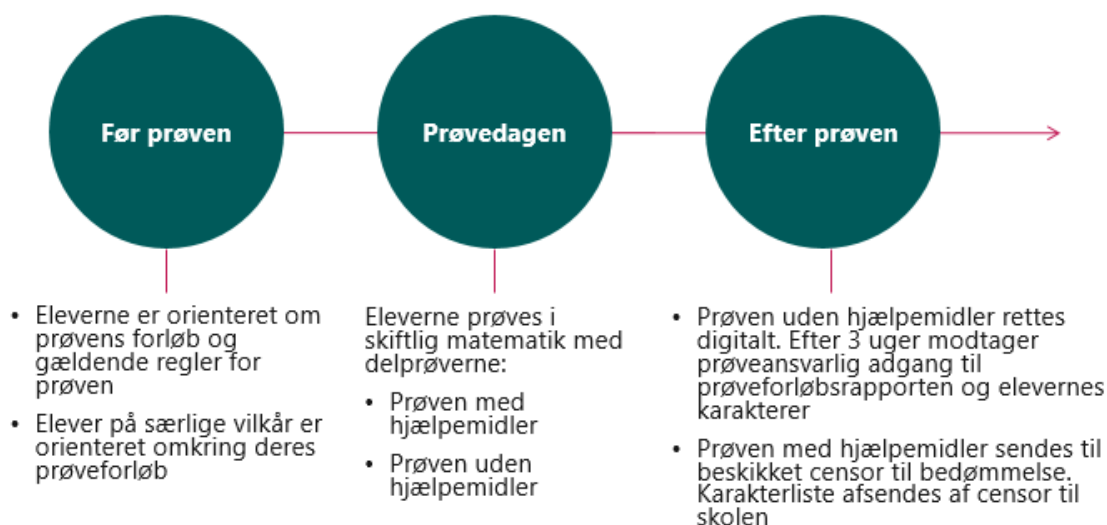 Før prøven
Prøvedagen
Efter prøven
• Eleverne er orienteret om
prøvens forløb og
gældende regler for
prøven
• Elever på særlige vilkår er
orienteret omkring deres
prøveforløb
Eleverne prøves i
skiftlig matematik med
delprøverne:
• Prøven med
hjælpemidler
• Prøven uden
hjælpemidler
• Prøven uden hjælpemidler rettes
digitalt. Efter 3 uger modtager
prøveansvarlig adgang til
prøveforløbsrapporten og elevernes
karakterer
• Prøven med hjælpemidler sendes til
beskikket censor til bedømmelse.
Karakterliste afsendes af censor til
skolen